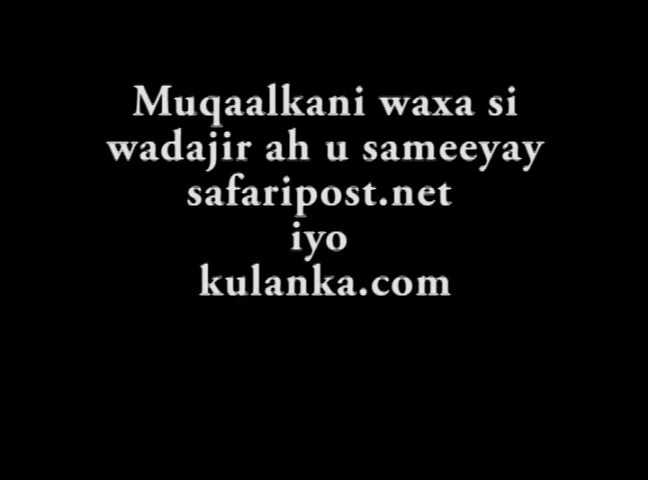 Muqaalkani waxa si
wadajir ah u sameeyay
safaripost.net
iyo
kulanka.com